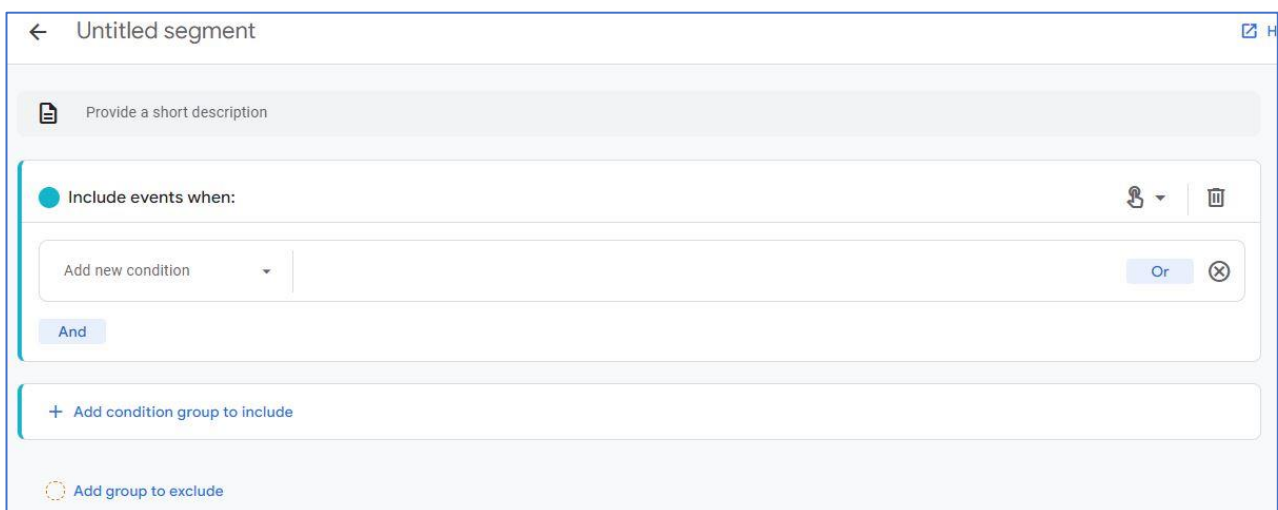 Untitled segment
H
Provide a short description
Include events when:
Add new condition
Or
And
+ Add condition group to include
Add group to exclude